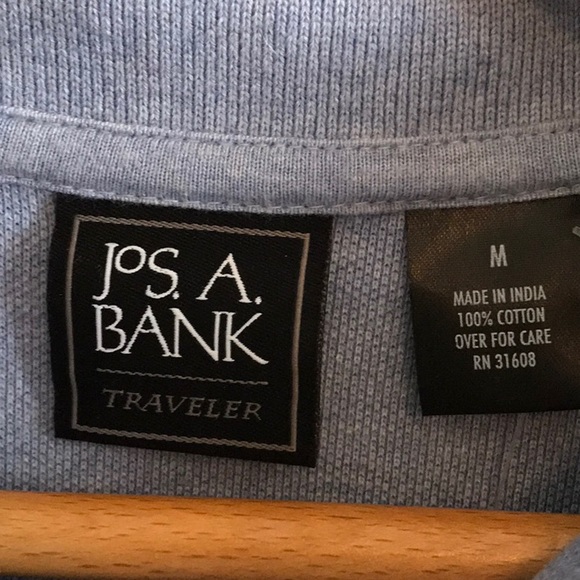 JoS. A.
BANK
TRAVELER
M
MADE IN INDIA
100% COTTON
OVER FOR CARE
RN 31608